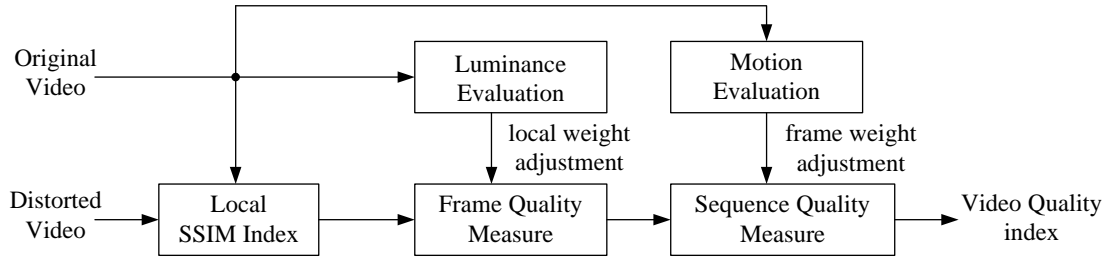 Original
Video
Luminance
Evaluation
Motion
Evaluation
local weight
adjustment
frame weight
adjustment
Distorted
Video
Local
SSIM Index
Frame Quality
Measure
Sequence Quality
Measure
Video Quality
index